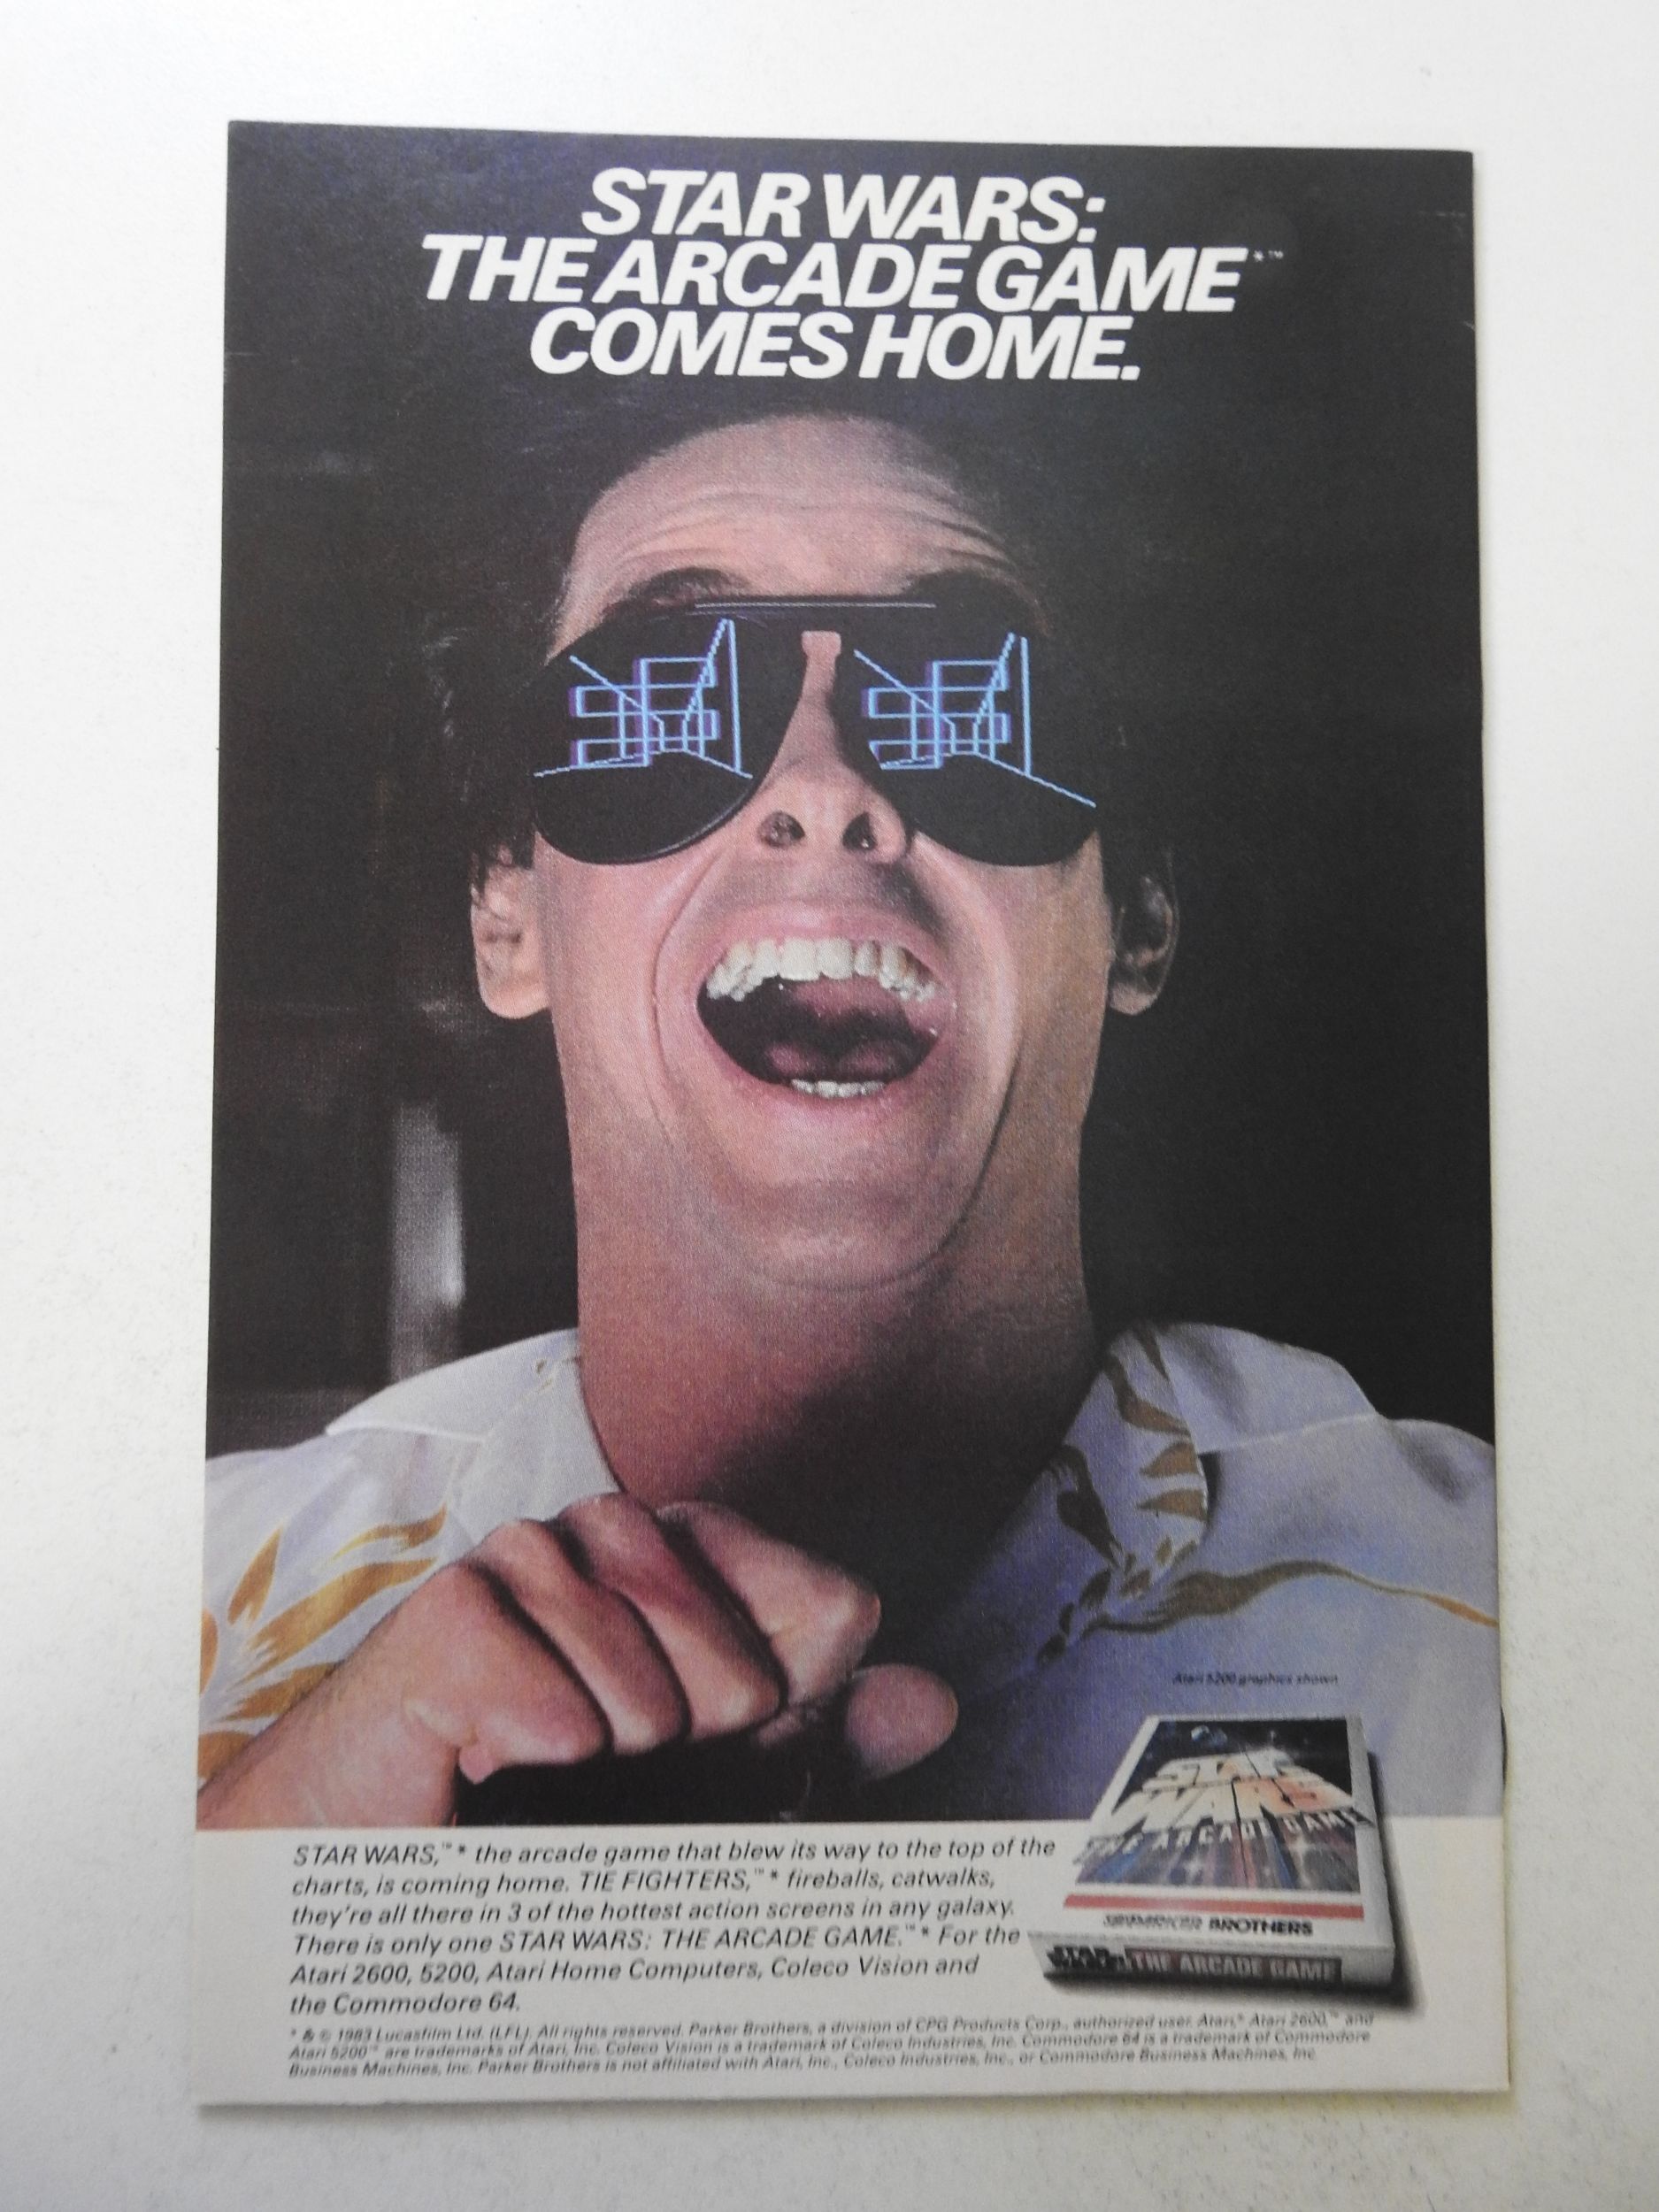 STAR WARS:
THE ARCADE GAME*™
COMES HOME.
Atari 5200 graphics shown
STAR WARS
THE ARCADE GAME
BROTHERS
STAR WARS THE ARCADE GAME
STAR WARS,™* the arcade game that blew its way to the top of the
charts, is coming home. TIE FIGHTERS,™* fireballs, catwalks,
they're all there in 3 of the hottest action screens in any galaxy.
There is only one STAR WARS: THE ARCADE GAME.™* For the
Atari 2600, 5200, Atari Home Computers, Coleco Vision and
the Commodore 64.
* & © 1983 Lucasfilm Ltd. (LFL). All rights reserved. Parker Brothers, a division of CPG Products Corp., authorized user. Atari,® Atari 2600,™ and
Atari 5200™ are trademarks of Atari, Inc. Coleco Vision is a trademark of Coleco Industries, Inc. Commodore 64 is a trademark of Commodore
Business Machines, Inc. Parker Brothers is not affiliated with Atari, Inc., Coleco Industries, Inc., or Commodore Business Machines, Inc.